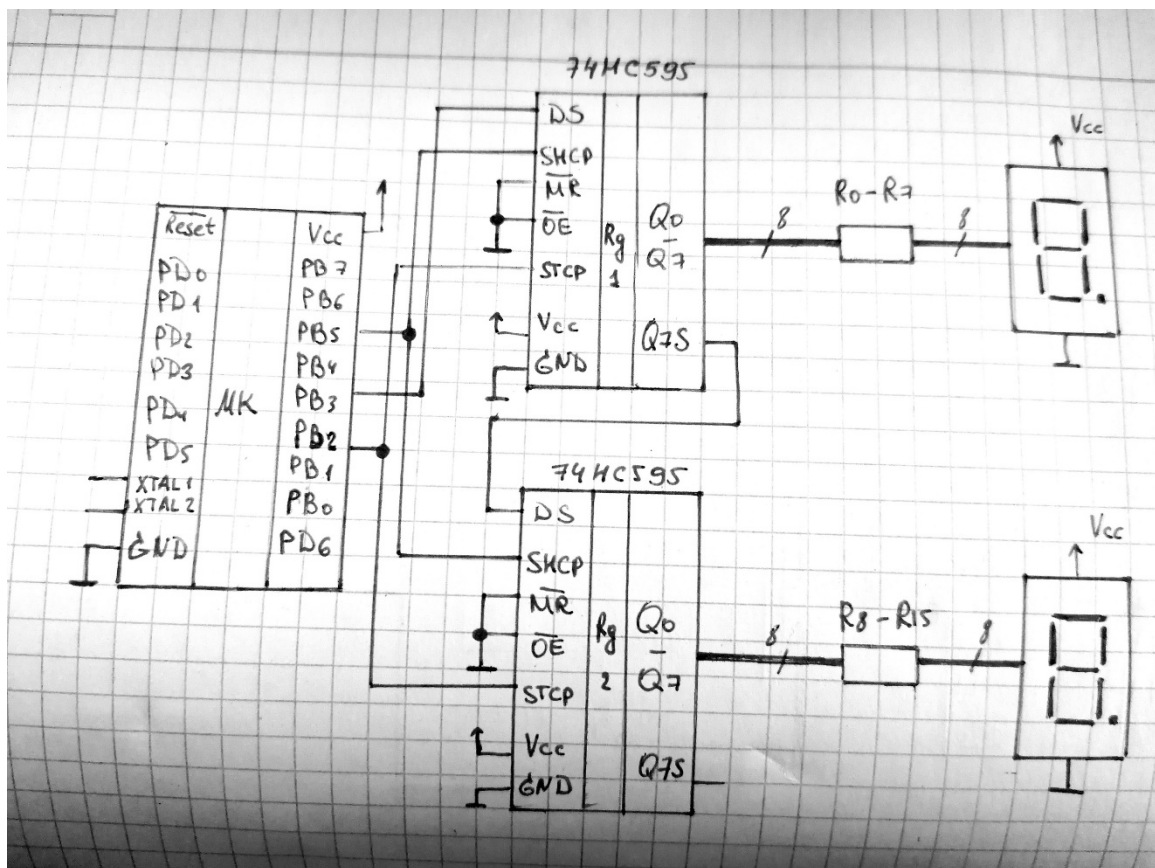 74HC595
DS
SHCP
MR
OE
STCP
Vcc
GND
Rg
1
Q0
-
Q7
Q7S
8
R0-R7
8
Vcc
Reset
PD0
PD1
PD2
PD3
PD4
PD5
XTAL1
XTAL2
GND
МК
Vcc
PB7
PB6
PB5
PB4
PB3
PB2
PB1
PB0
PD6
74HC595
DS
SHCP
MR
OE
STCP
Vcc
GND
Rg
2
Q0
-
Q7
Q7S
8
R8-R15
8
Vcc